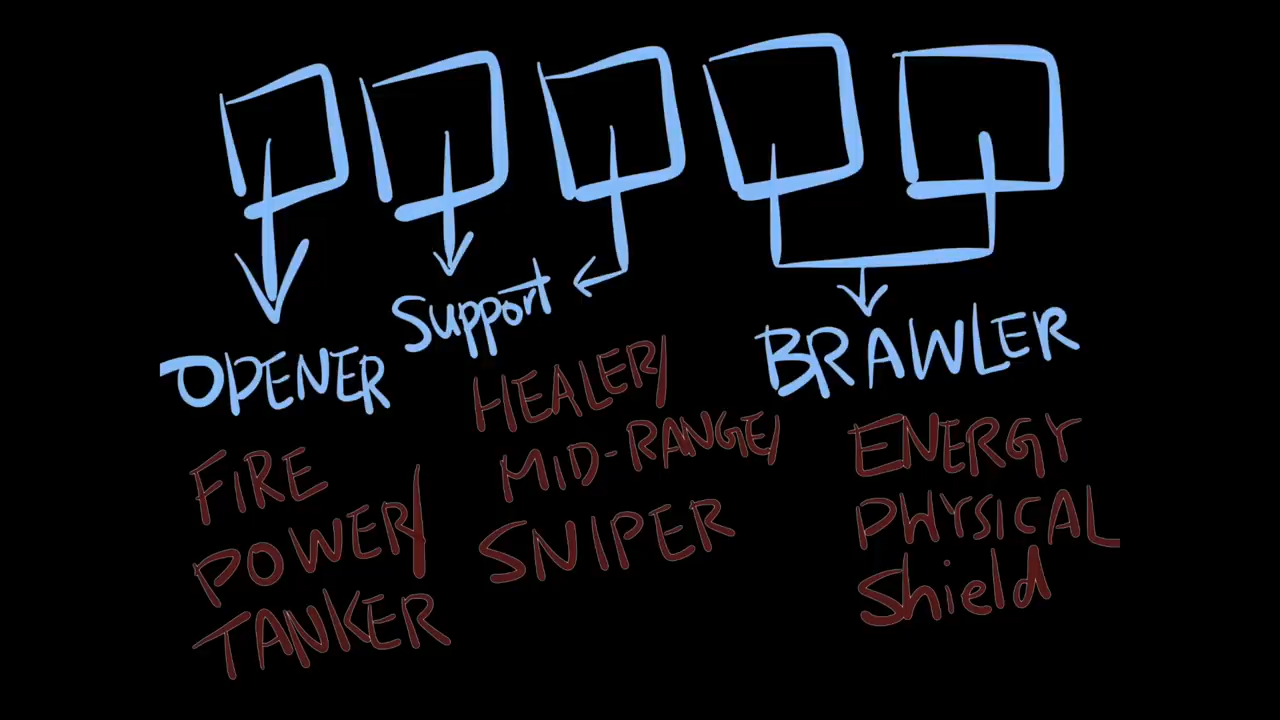 OPENER
Support
BRAWLER
FIRE
POWER/
TANKER
HEALER/
MID-RANGE/
SNIPER
ENERGY
PHYSICAL
Shield